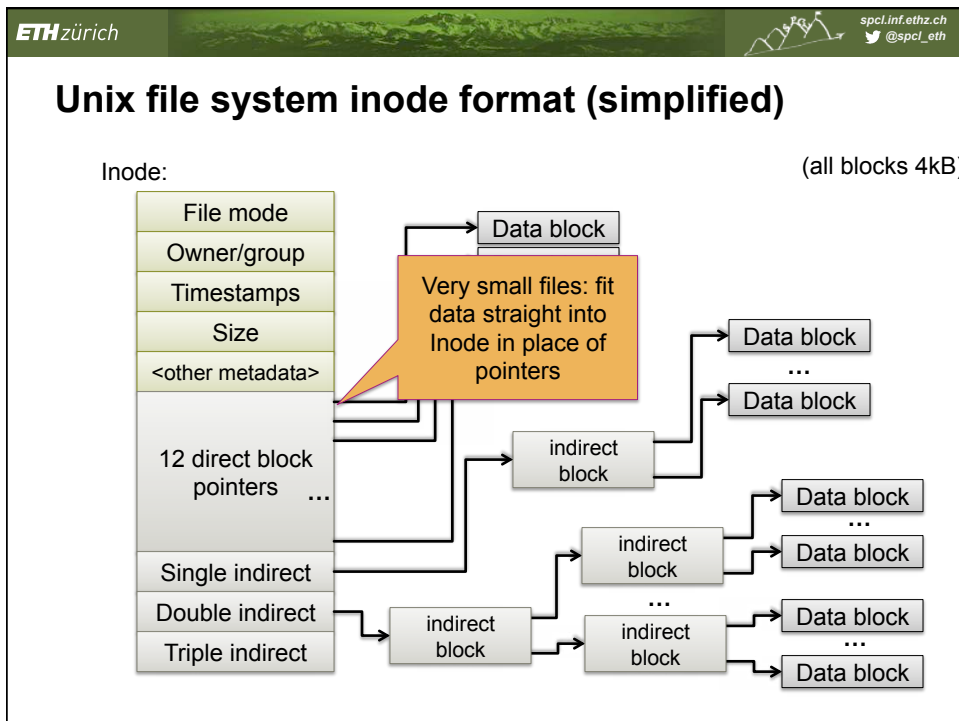 ETH zürich
spcl.inf.ethz.ch
@spcl_eth
Unix file system inode format (simplified)
Inode:
(all blocks 4kB)
File mode
Owner/group
Timestamps
Size
<other metadata>
12 direct block
pointers ...
Single indirect
Double indirect
Triple indirect
Data block
Very small files: fit
data straight into
Inode in place of
pointers
Data block
...
Data block
indirect
block
Data block
...
Data block
indirect
block
...
indirect
block
indirect
block
Data block
...
Data block